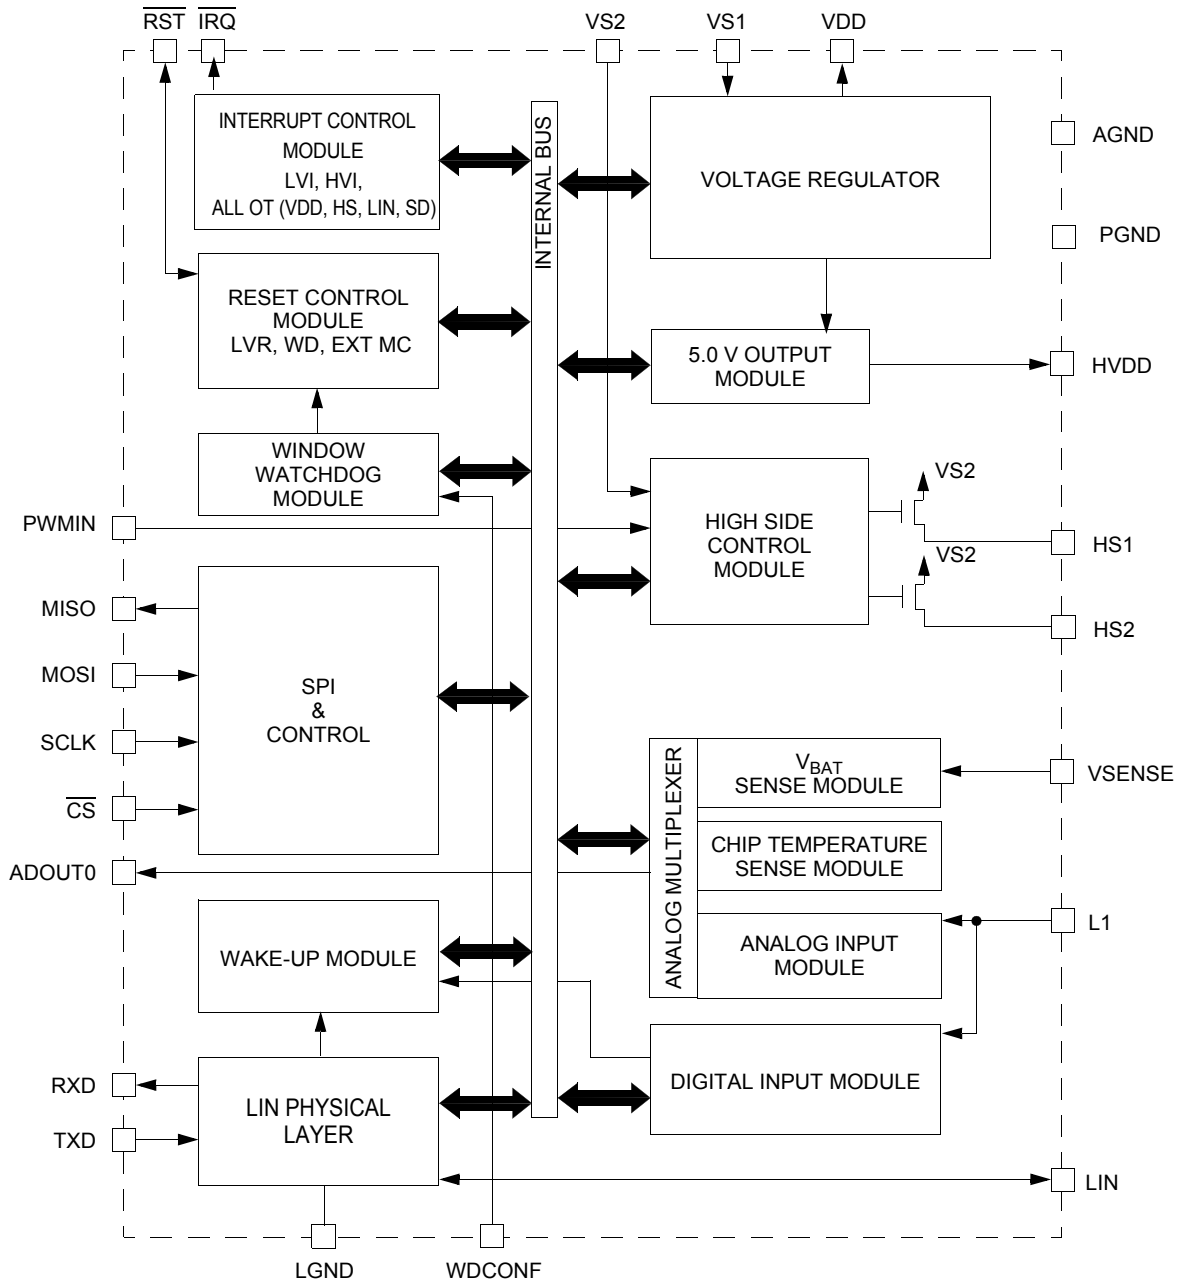 RST IRQ VS2 VS1 VDD
INTERRUPT CONTROL
MODULE
LVI, HVI,
ALL OT (VDD, HS, LIN, SD)
INTERNAL BUS
VOLTAGE REGULATOR
AGND
PGND
RESET CONTROL
MODULE
LVR, WD, EXT MC
5.0 V OUTPUT
MODULE
HVDD
WINDOW
WATCHDOG
MODULE
PWMIN
HIGH SIDE
CONTROL
MODULE
VS2
HS1
VS2
HS2
MISO
MOSI
SCLK
CS
SPI
&
CONTROL
ADOUT0
ANALOG MULTIPLEXER
VBAT
SENSE MODULE
VSENSE
CHIP TEMPERATURE
SENSE MODULE
ANALOG INPUT
MODULE
L1
WAKE-UP MODULE
DIGITAL INPUT MODULE
RXD
TXD
LIN PHYSICAL
LAYER
LIN
LGND WDCONF